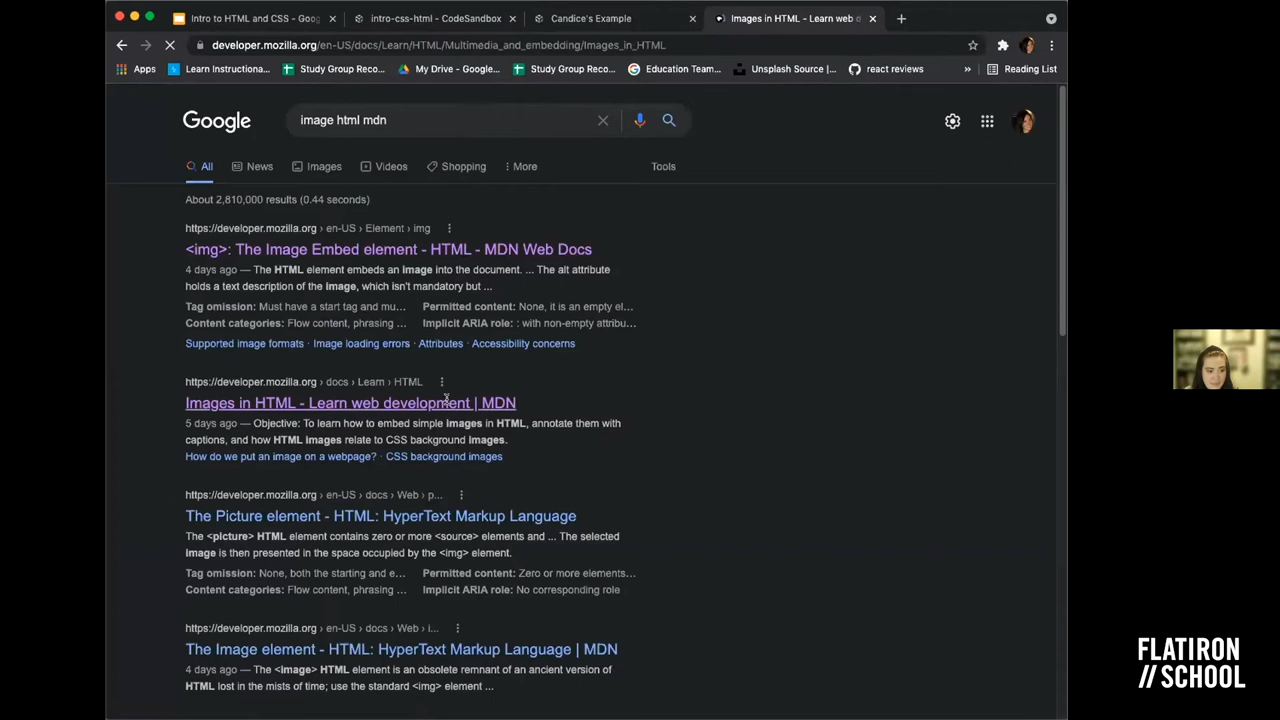 Intro to HTML and CSS - Goog
intro-css-html - CodeSandbox
Candice's Example
Images in HTML - Learn web d
developer.mozilla.org/en-US/docs/Learn/HTML/Multimedia_and_embedding/Images_in_HTML
Apps
Learn Instructiona...
Study Group Reco...
My Drive - Google...
Study Group Reco...
Education Team...
Unsplash Source |...
react reviews
»
Reading List
Google
image html mdn
All
News
Images
Videos
Shopping
More
Tools
About 2,810,000 results (0.44 seconds)
https://developer.mozilla.org › en-US › Element › img
<img>: The Image Embed element - HTML - MDN Web Docs
4 days ago — The HTML element embeds an image into the document. ... The alt attribute
holds a text description of the image, which isn't mandatory but ...
Tag omission: Must have a start tag and mu... Permitted content: None, it is an empty el...
Content categories: Flow content, phrasing ... Implicit ARIA role: : with non-empty attribu...
Supported image formats · Image loading errors · Attributes · Accessibility concerns
https://developer.mozilla.org › docs › Learn › HTML
Images in HTML - Learn web development | MDN
5 days ago — Objective: To learn how to embed simple images in HTML, annotate them with
captions, and how HTML images relate to CSS background images.
How do we put an image on a webpage? · CSS background images
https://developer.mozilla.org › en-US › docs › Web › p...
The Picture element - HTML: HyperText Markup Language
The <picture> HTML element contains zero or more <source> elements and ... The selected
image is then presented in the space occupied by the <img> element.
Tag omission: None, both the starting and e... Permitted content: Zero or more elements...
Content categories: Flow content, phrasing ... Implicit ARIA role: No corresponding role
https://developer.mozilla.org › en-US › docs › Web › i...
The Image element - HTML: HyperText Markup Language | MDN
4 days ago — The <image> HTML element is an obsolete remnant of an ancient version of
HTML lost in the mists of time; use the standard <img> element ...
FLATIRON
// SCHOOL